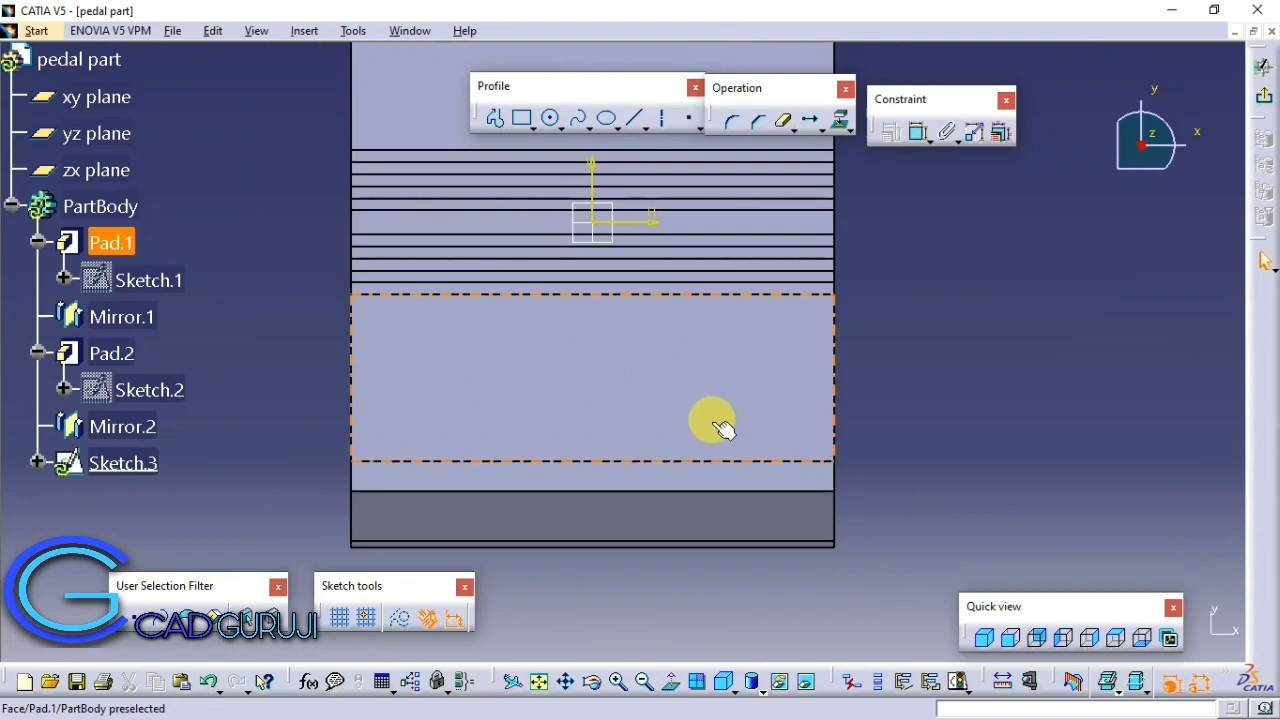 CATIA V5 - [pedal part]
Start ENOVIA V5 VPM File Edit View Insert Tools Window Help
pedal part
xy plane
yz plane
zx plane
PartBody
Pad.1
Sketch.1
Mirror.1
Pad.2
Sketch.2
Mirror.2
Sketch.3
Profile
Operation
Constraint
y
x
z
User Selection Filter
Sketch tools
Quick view
CADGURUJI
y
x
f(x)
CATIA
Face/Pad.1/PartBody preselected